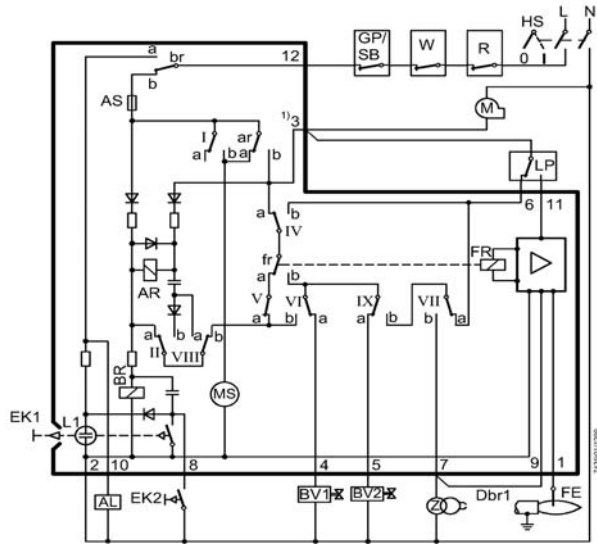 HS L N
0 I
GP/
SB
W
R
a
br
12
b
AS
M
1) 3
I
ar
a b a b
LP
a b
6 11
IV
fr
a b
FR
AR
V
VI
IX
VII
a b a b a
b b a
II
VIII
b a b
a
BR
MS
EK1
L1
2 10 8 4 5 7 9 1
AL
EK2
BV1
BV2
Z
Dbr1
FE